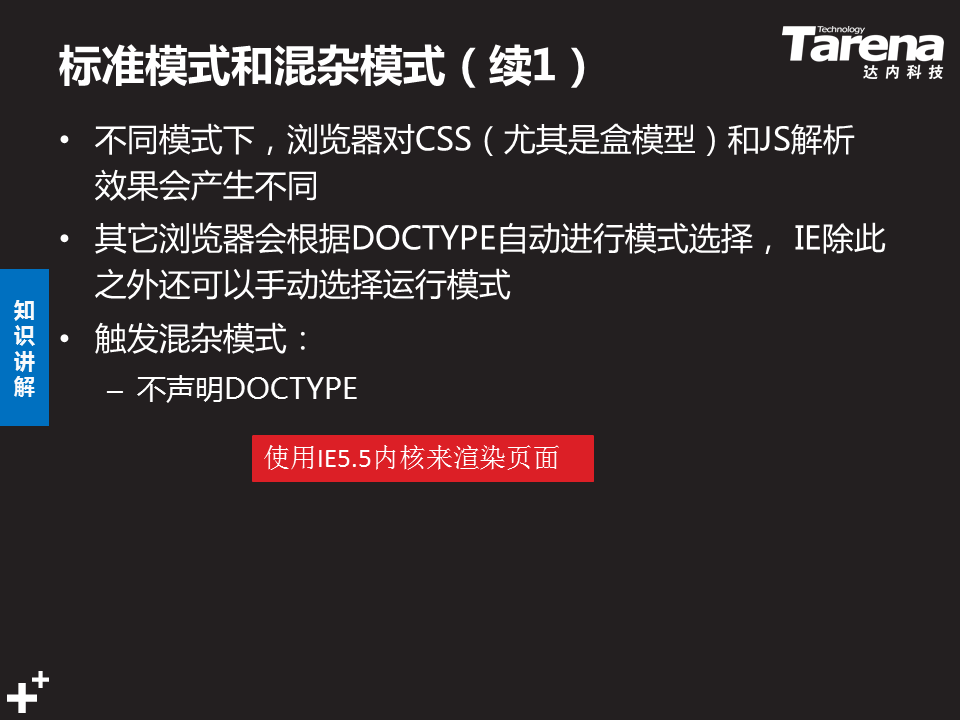 标准模式和混杂模式（续1）
Technology
Tarena
达内科技
• 不同模式下，浏览器对CSS（尤其是盒模型）和JS解析
效果会产生不同
• 其它浏览器会根据DOCTYPE自动进行模式选择， IE除此
之外还可以手动选择运行模式
• 触发混杂模式：
– 不声明DOCTYPE
知
识
讲
解
使用IE5.5内核来渲染页面